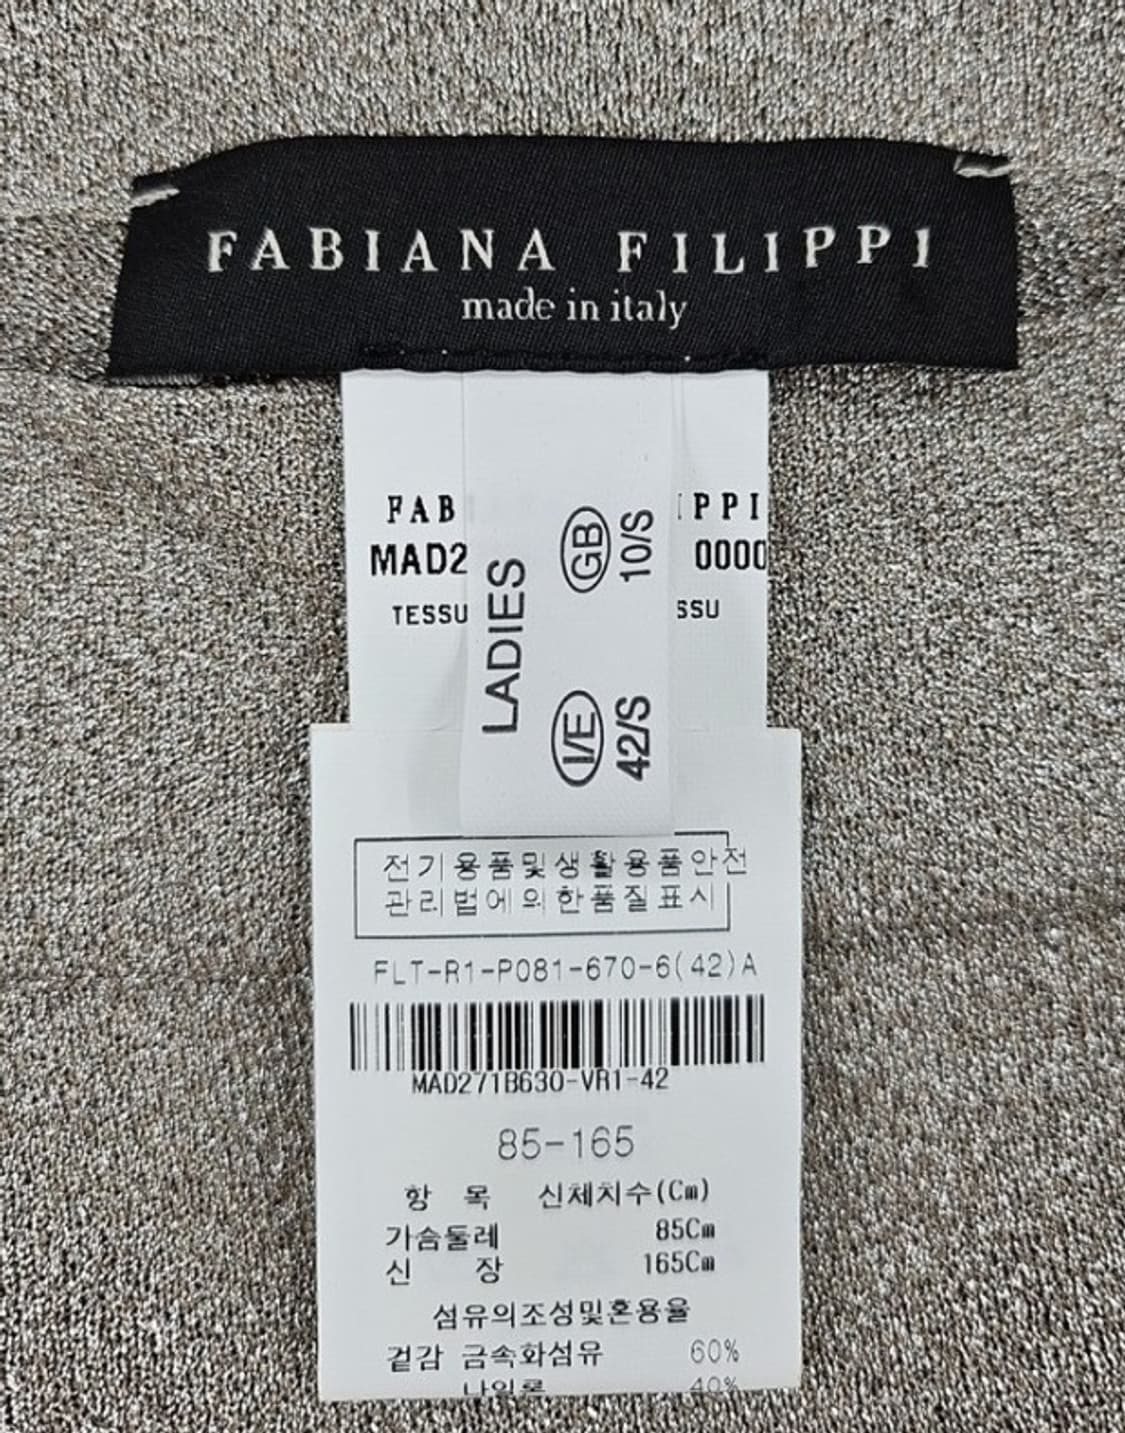 FABIANA FILIPPI
made in italy
FAB IPPI
MAD2 0000
TESSU SSU
LADIES
GB
10/S
I/E
42/S
전기용품및생활용품안전
관리법에의한품질표시
FLT-R1-P081-670-6(42)A
MAD271B630-VR1-42
85-165
항 목 신체치수(Cm)
가슴둘레 85Cm
신 장 165Cm
섬유의조성및혼용율
겉감 금속화섬유 60%
나일론 40%